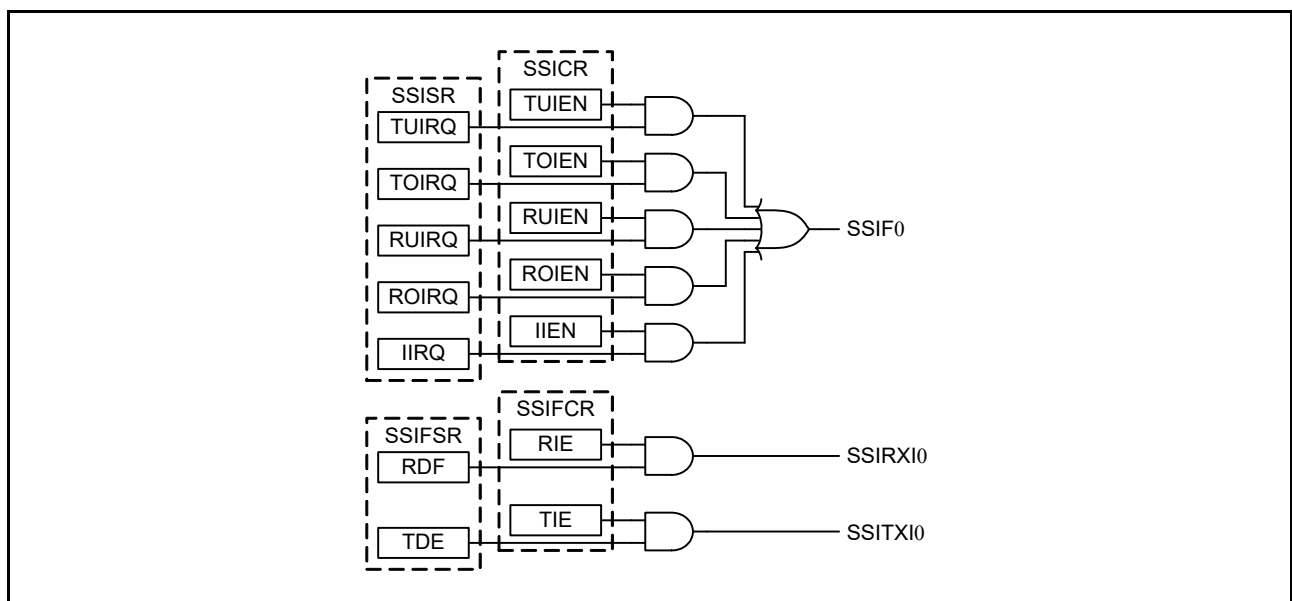 SSICR
SSISR
TUIEN
TUIRQ
TOIEN
TOIRQ
RUIEN
RUIRQ
SSIF0
ROIEN
ROIRQ
IIEN
IIRQ
SSIFCR
SSIFSR
RIE
RDF
SSIRXI0
TIE
TDE
SSITXI0